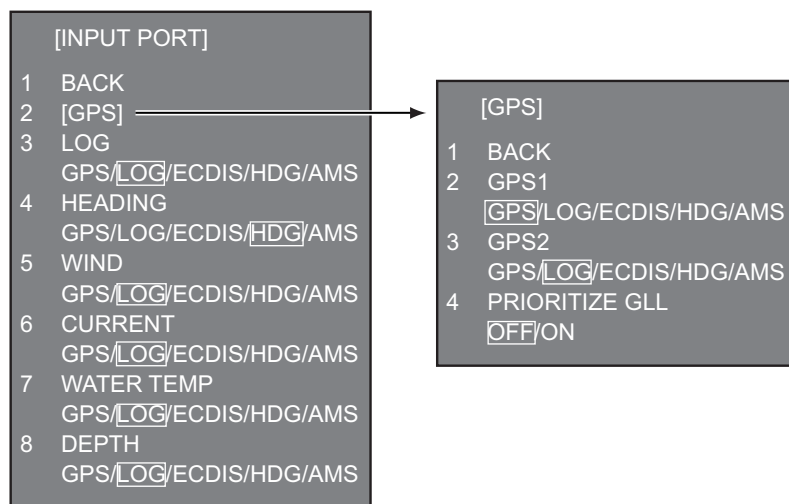 [INPUT PORT]
1 BACK
2 [GPS]
3 LOG
GPS/LOG/ECDIS/HDG/AMS
4 HEADING
GPS/LOG/ECDIS/HDG/AMS
5 WIND
GPS/LOG/ECDIS/HDG/AMS
6 CURRENT
GPS/LOG/ECDIS/HDG/AMS
7 WATER TEMP
GPS/LOG/ECDIS/HDG/AMS
8 DEPTH
GPS/LOG/ECDIS/HDG/AMS
[GPS]
1 BACK
2 GPS1
GPS/LOG/ECDIS/HDG/AMS
3 GPS2
GPS/LOG/ECDIS/HDG/AMS
4 PRIORITIZE GLL
OFF/ON